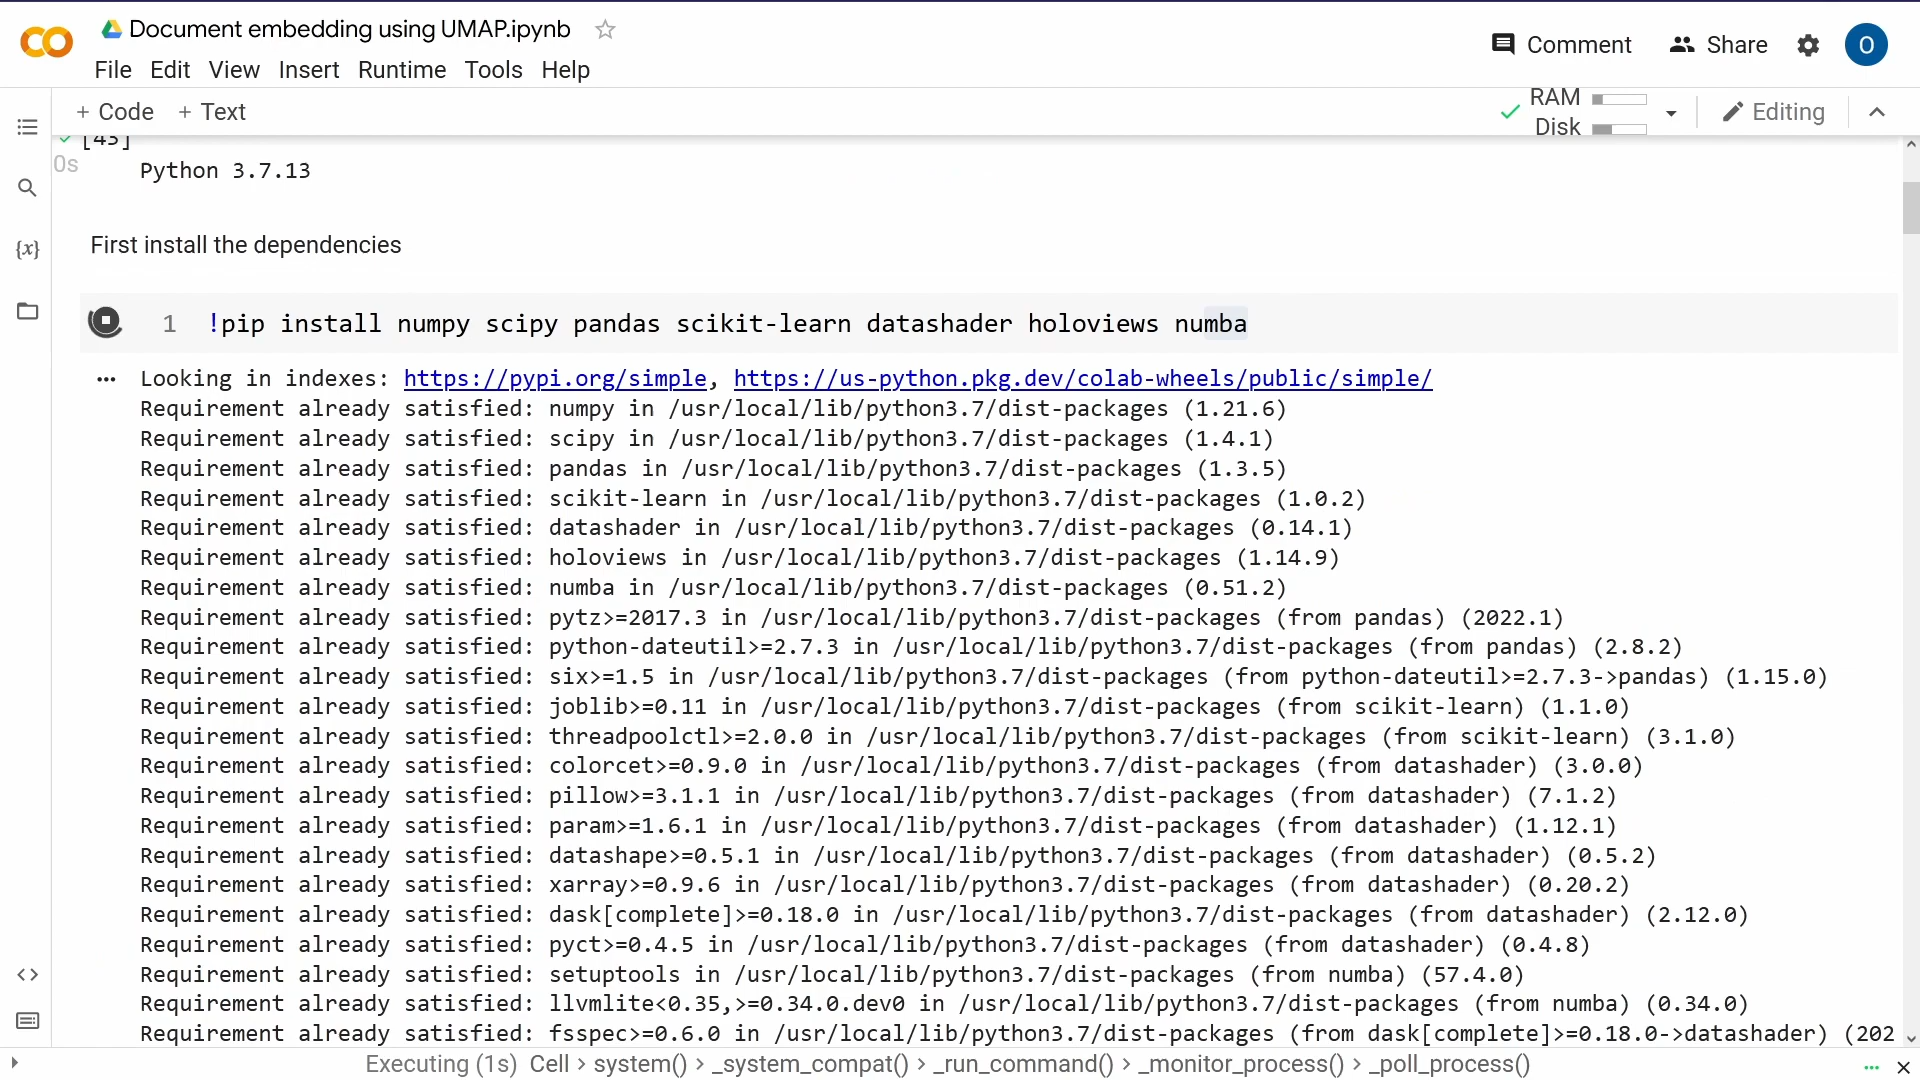 Document embedding using UMAP.ipynb
File Edit View Insert Runtime Tools Help
Comment
Share
O
+ Code + Text
RAM
Disk
Editing
[43]
0s
Python 3.7.13
First install the dependencies
1 !pip install numpy scipy pandas scikit-learn datashader holoviews numba
Looking in indexes: https://pypi.org/simple, https://us-python.pkg.dev/colab-wheels/public/simple/
Requirement already satisfied: numpy in /usr/local/lib/python3.7/dist-packages (1.21.6)
Requirement already satisfied: scipy in /usr/local/lib/python3.7/dist-packages (1.4.1)
Requirement already satisfied: pandas in /usr/local/lib/python3.7/dist-packages (1.3.5)
Requirement already satisfied: scikit-learn in /usr/local/lib/python3.7/dist-packages (1.0.2)
Requirement already satisfied: datashader in /usr/local/lib/python3.7/dist-packages (0.14.1)
Requirement already satisfied: holoviews in /usr/local/lib/python3.7/dist-packages (1.14.9)
Requirement already satisfied: numba in /usr/local/lib/python3.7/dist-packages (0.51.2)
Requirement already satisfied: pytz>=2017.3 in /usr/local/lib/python3.7/dist-packages (from pandas) (2022.1)
Requirement already satisfied: python-dateutil>=2.7.3 in /usr/local/lib/python3.7/dist-packages (from pandas) (2.8.2)
Requirement already satisfied: six>=1.5 in /usr/local/lib/python3.7/dist-packages (from python-dateutil>=2.7.3->pandas) (1.15.0)
Requirement already satisfied: joblib>=0.11 in /usr/local/lib/python3.7/dist-packages (from scikit-learn) (1.1.0)
Requirement already satisfied: threadpoolctl>=2.0.0 in /usr/local/lib/python3.7/dist-packages (from scikit-learn) (3.1.0)
Requirement already satisfied: colorcet>=0.9.0 in /usr/local/lib/python3.7/dist-packages (from datashader) (3.0.0)
Requirement already satisfied: pillow>=3.1.1 in /usr/local/lib/python3.7/dist-packages (from datashader) (7.1.2)
Requirement already satisfied: param>=1.6.1 in /usr/local/lib/python3.7/dist-packages (from datashader) (1.12.1)
Requirement already satisfied: datashape>=0.5.1 in /usr/local/lib/python3.7/dist-packages (from datashader) (0.5.2)
Requirement already satisfied: xarray>=0.9.6 in /usr/local/lib/python3.7/dist-packages (from datashader) (0.20.2)
Requirement already satisfied: dask[complete]>=0.18.0 in /usr/local/lib/python3.7/dist-packages (from datashader) (2.12.0)
Requirement already satisfied: pyct>=0.4.5 in /usr/local/lib/python3.7/dist-packages (from datashader) (0.4.8)
Requirement already satisfied: setuptools in /usr/local/lib/python3.7/dist-packages (from numba) (57.4.0)
Requirement already satisfied: llvmlite<0.35,>=0.34.0.dev0 in /usr/local/lib/python3.7/dist-packages (from numba) (0.34.0)
Requirement already satisfied: fsspec>=0.6.0 in /usr/local/lib/python3.7/dist-packages (from dask[complete]>=0.18.0->datashader) (202
Executing (1s) Cell > system() > _system_compat() > _run_command() > _monitor_process() > _poll_process()